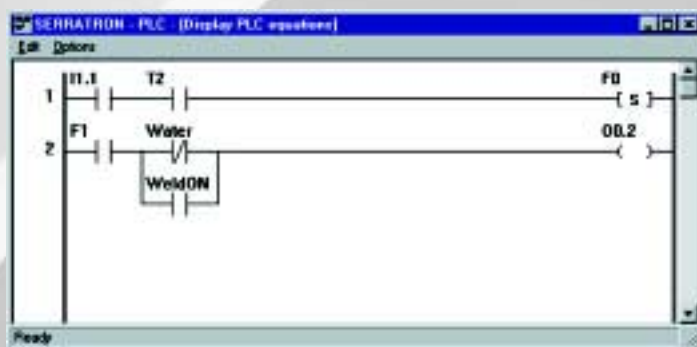 SERRATRON - PLC - [Display PLC equations]
Edit Options
I1.1 T2 F0
1 [ S ]
F1 Water O0.2
2 ( )
WeldON
Ready